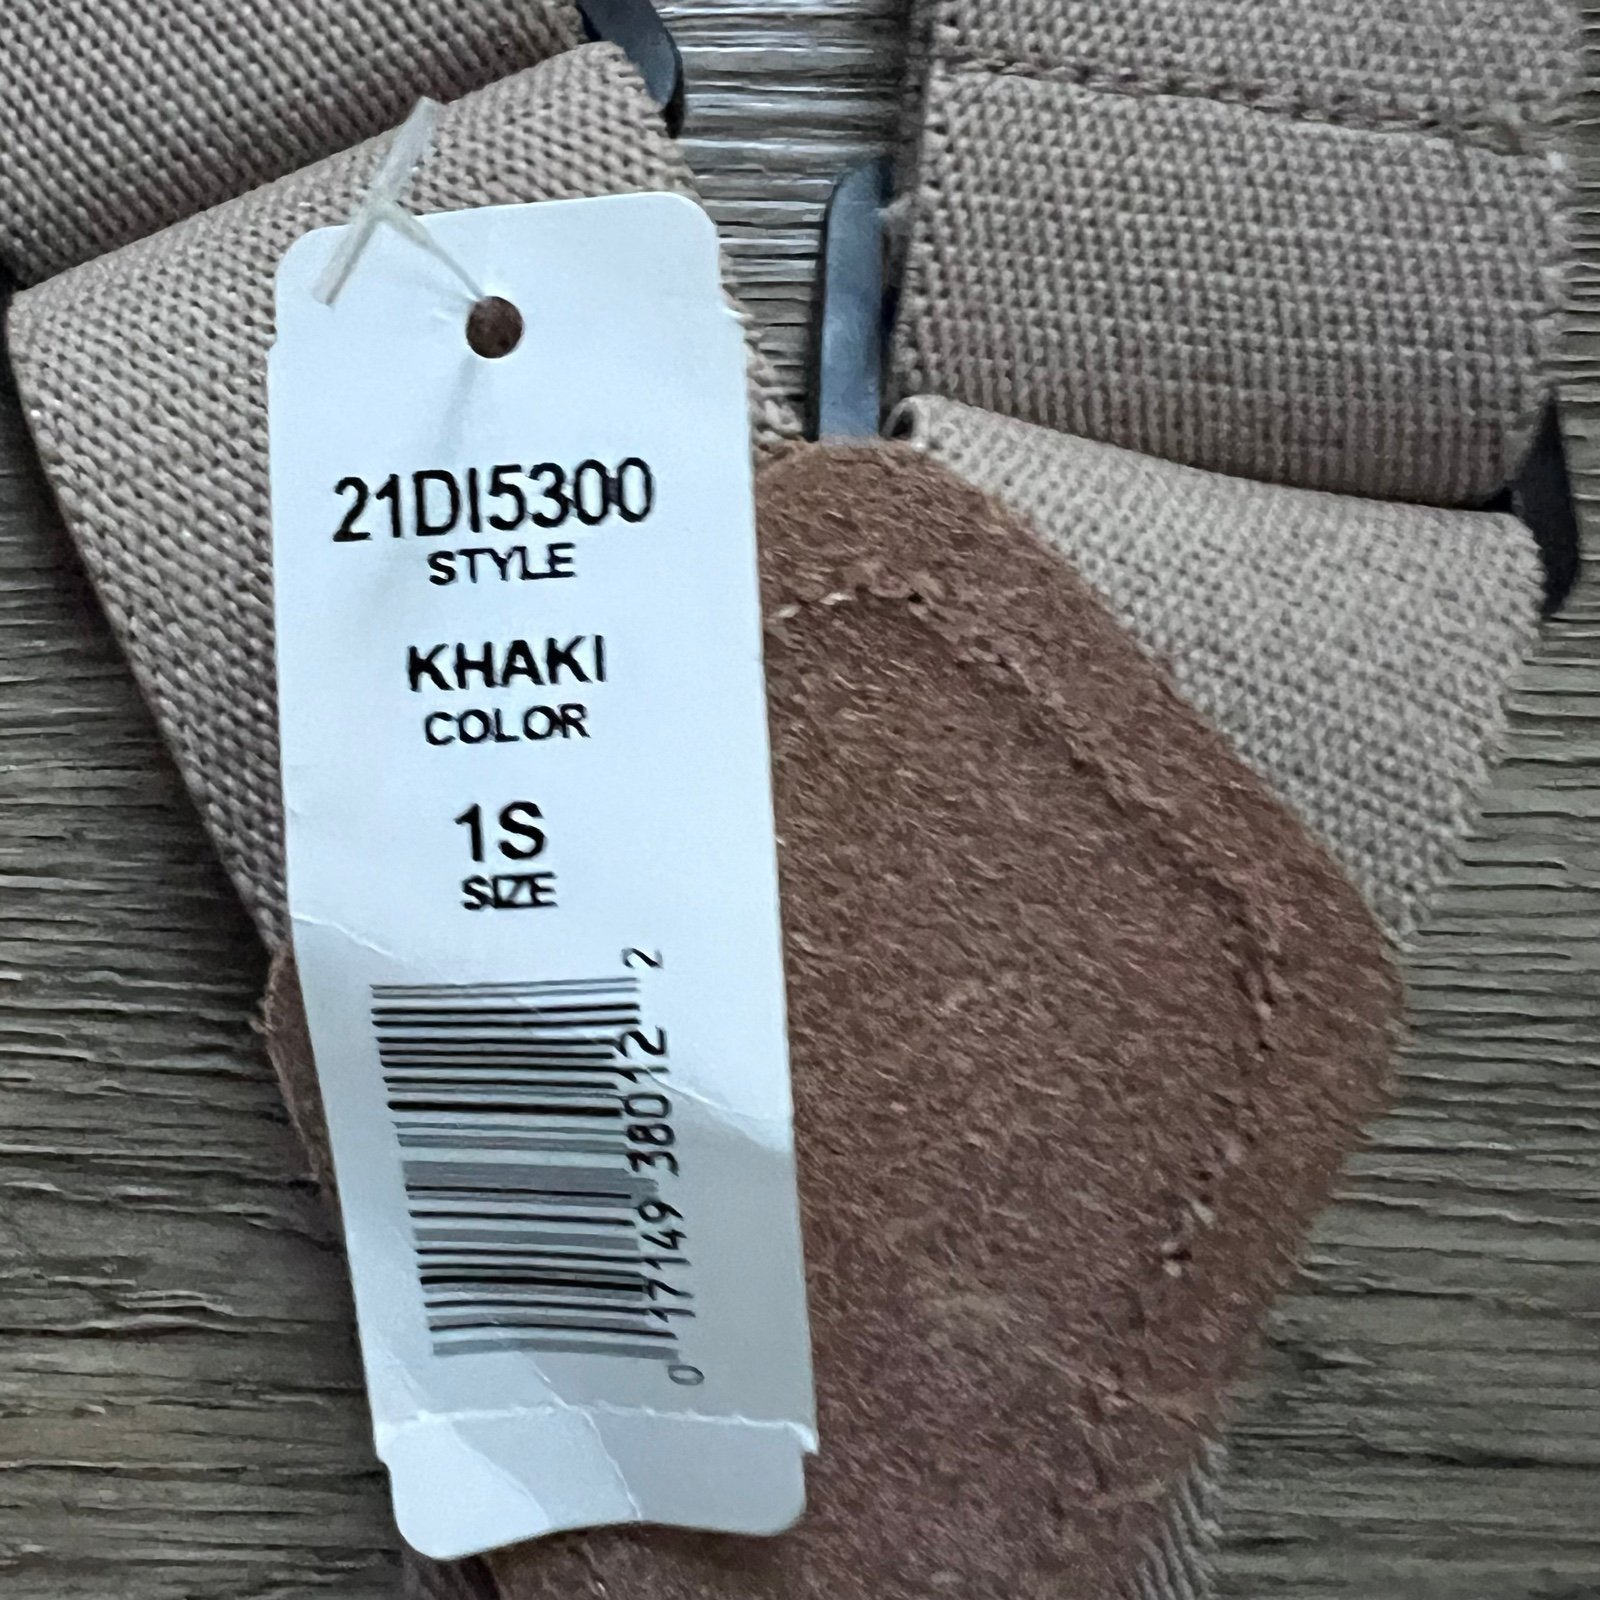 21DI5300
STYLE
KHAKI
COLOR
1S
SIZE
0 17149 38012 2